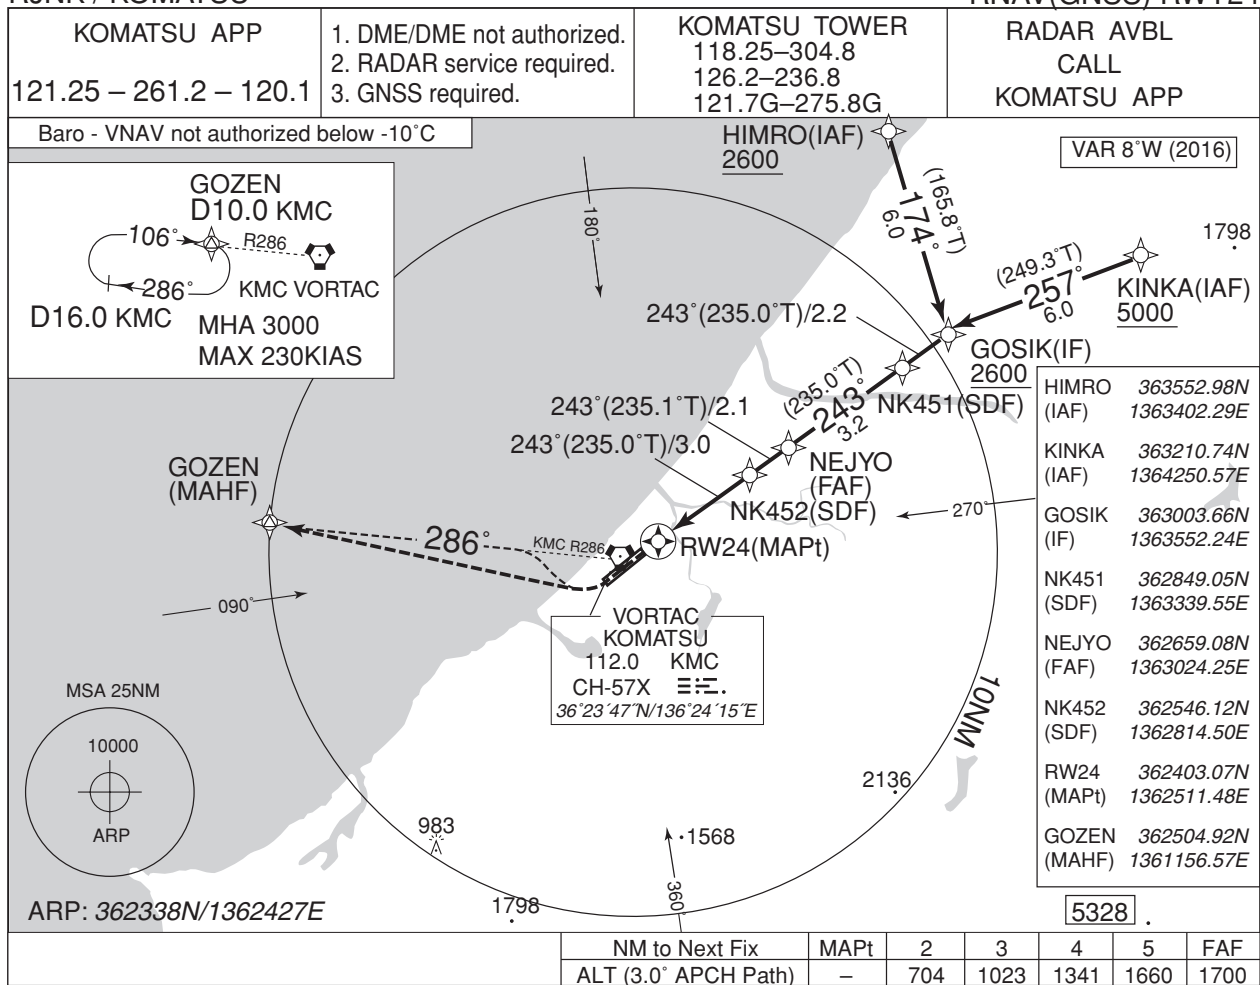 KOMATSU APP
121.25 – 261.2 – 120.1
1. DME/DME not authorized.
2. RADAR service required.
3. GNSS required.
KOMATSU TOWER
118.25–304.8
126.2–236.8
121.7G–275.8G
RADAR AVBL
CALL
KOMATSU APP
Baro - VNAV not authorized below -10˚C
VAR 8˚W (2016)
GOZEN
D10.0 KMC
106˚
R286
286˚
KMC VORTAC
D16.0 KMC
MHA 3000
MAX 230KIAS
HIMRO(IAF)
2600
(165.8˚T)
174˚
6.0
180˚
1798
(249.3˚T)
257˚
6.0
KINKA(IAF)
5000
243˚(235.0˚T)/2.2
GOSIK(IF)
2600
(235.0˚T)
243˚
3.2
NK451(SDF)
243˚(235.1˚T)/2.1
243˚(235.0˚T)/3.0
NEJYO
(FAF)
NK452(SDF)
270˚
GOZEN
(MAHF)
286˚
KMC R286
RW24(MAPt)
090˚
VORTAC
KOMATSU
112.0 KMC
CH-57X
36˚23´47˝N/136˚24´15˝E
10NM
MSA 25NM
10000
ARP
983
2136
1568
360˚
1798
ARP: 362338N/1362427E
5328
HIMRO 363552.98N
(IAF) 1363402.29E
KINKA 363210.74N
(IAF) 1364250.57E
GOSIK 363003.66N
(IF) 1363552.24E
NK451 362849.05N
(SDF) 1363339.55E
NEJYO 362659.08N
(FAF) 1363024.25E
NK452 362546.12N
(SDF) 1362814.50E
RW24 362403.07N
(MAPt) 1362511.48E
GOZEN 362504.92N
(MAHF) 1361156.57E
NM to Next Fix MAPt 2 3 4 5 FAF
ALT (3.0˚ APCH Path) – 704 1023 1341 1660 1700